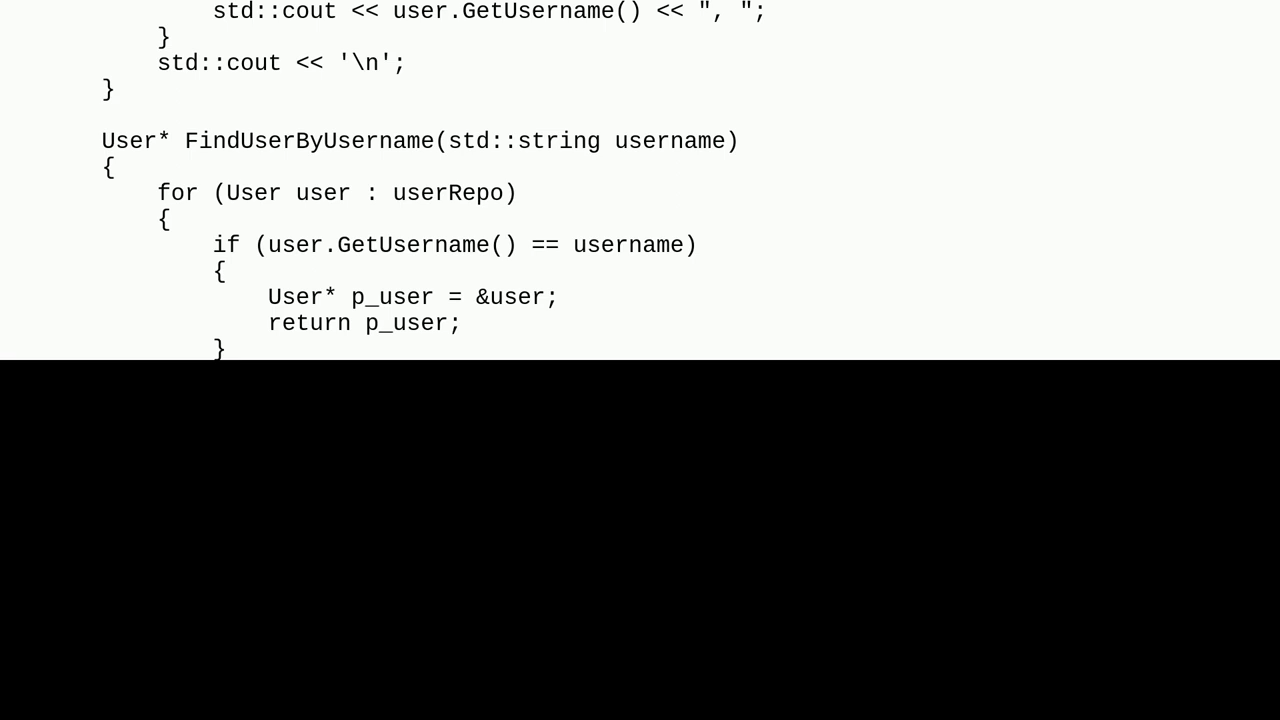 std::cout << user.GetUsername() << ", ";
}
std::cout << '\n';
}
User* FindUserByUsername(std::string username)
{
for (User user : userRepo)
{
if (user.GetUsername() == username)
{
User* p_user = &user;
return p_user;
}